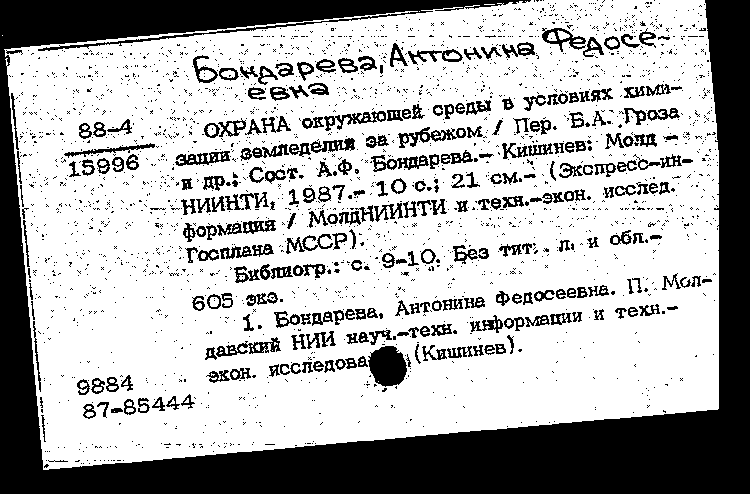 Бондарева, Антонина Федосе-
евна
88-4
15996
ОХРАНА окружающей среды в условиях хими-
зации земледелия за рубежом / Пер. Б.А. Гроза
и др.; Сост. А.Ф. Бондарева.- Кишинев: Молд -
НИИНТИ, 1987.- 10 с.; 21 см.- (Экспресс-ин-
формация / МолдНИИНТИ и техн.-экон. исслед.
Госплана МССР).
Библиогр.: с. 9-10. Без тит. л. и обл.-
605 экз.
1. Бондарева, Антонина Федосеевна. П. Мол-
давский НИИ науч.-техн. информации и техн.-
экон. исследова (Кишинев).
9884
87-85444